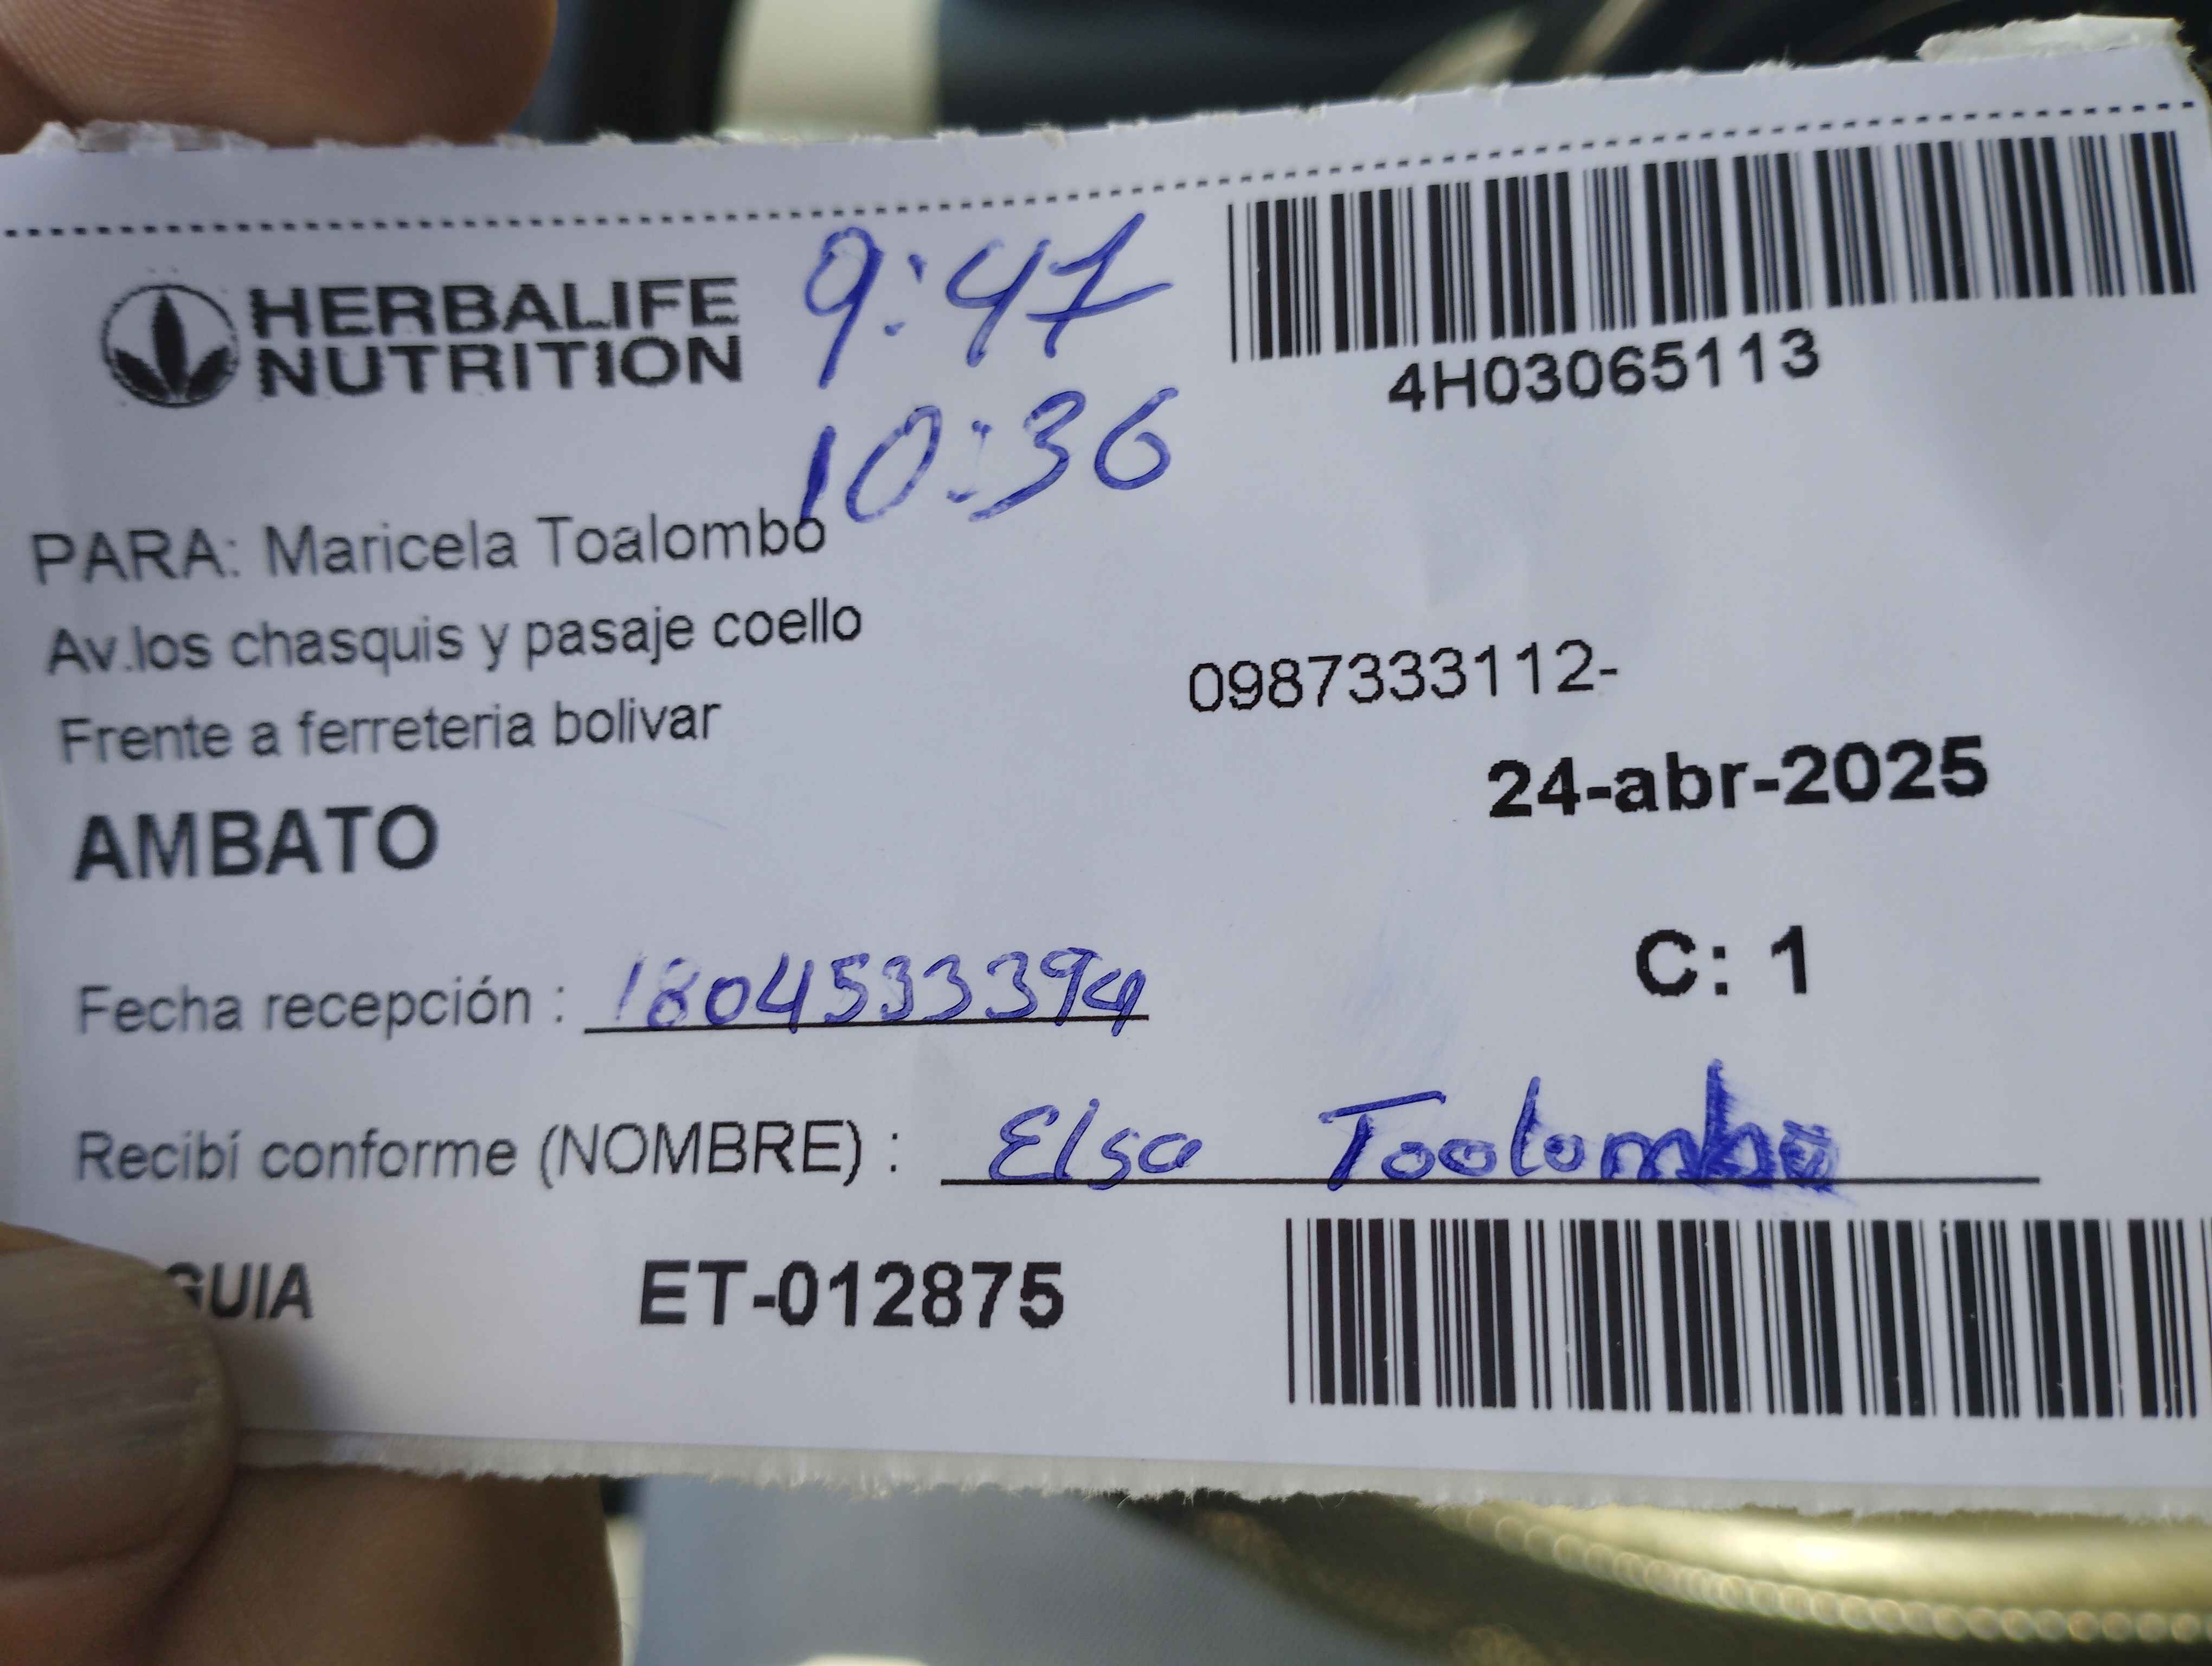 HERBALIFE
NUTRITION
9:47
10:36
4H03065113
PARA: Maricela Toalombo
Av.los chasquis y pasaje coello
Frente a ferreteria bolivar
0987333112-
24-abr-2025
AMBATO
C: 1
Fecha recepción : 1804533394
Recibí conforme (NOMBRE) : Elsa Toalombo
GUIA ET-012875